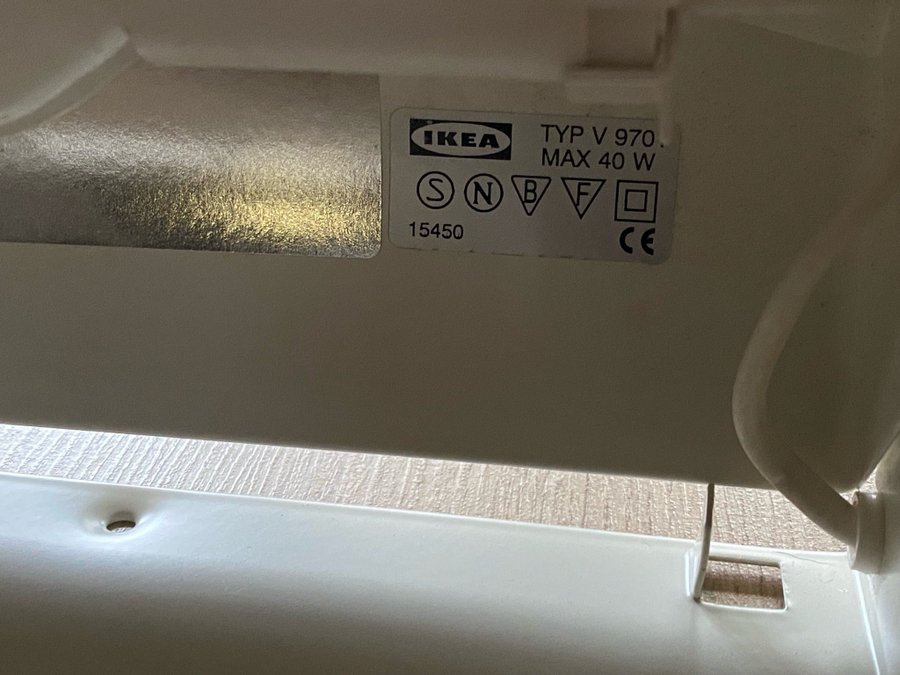 IKEA
TYP V 970
MAX 40 W
S N B F
15450
CE